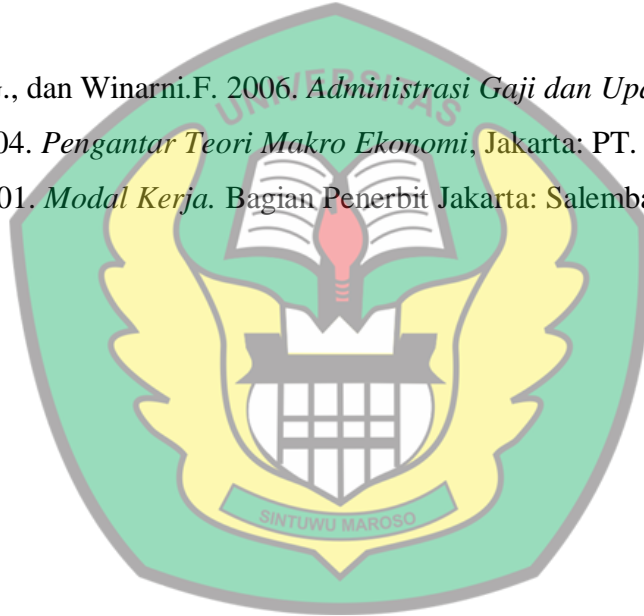 ., dan Winarni.F. 2006. Administrasi Gaji dan Upa
04. Pengantar Teori Makro Ekonomi, Jakarta: PT.
01. Modal Kerja. Bagian Penerbit Jakarta: Salemba
UNIVERSITAS
SINTUWU MAROSO